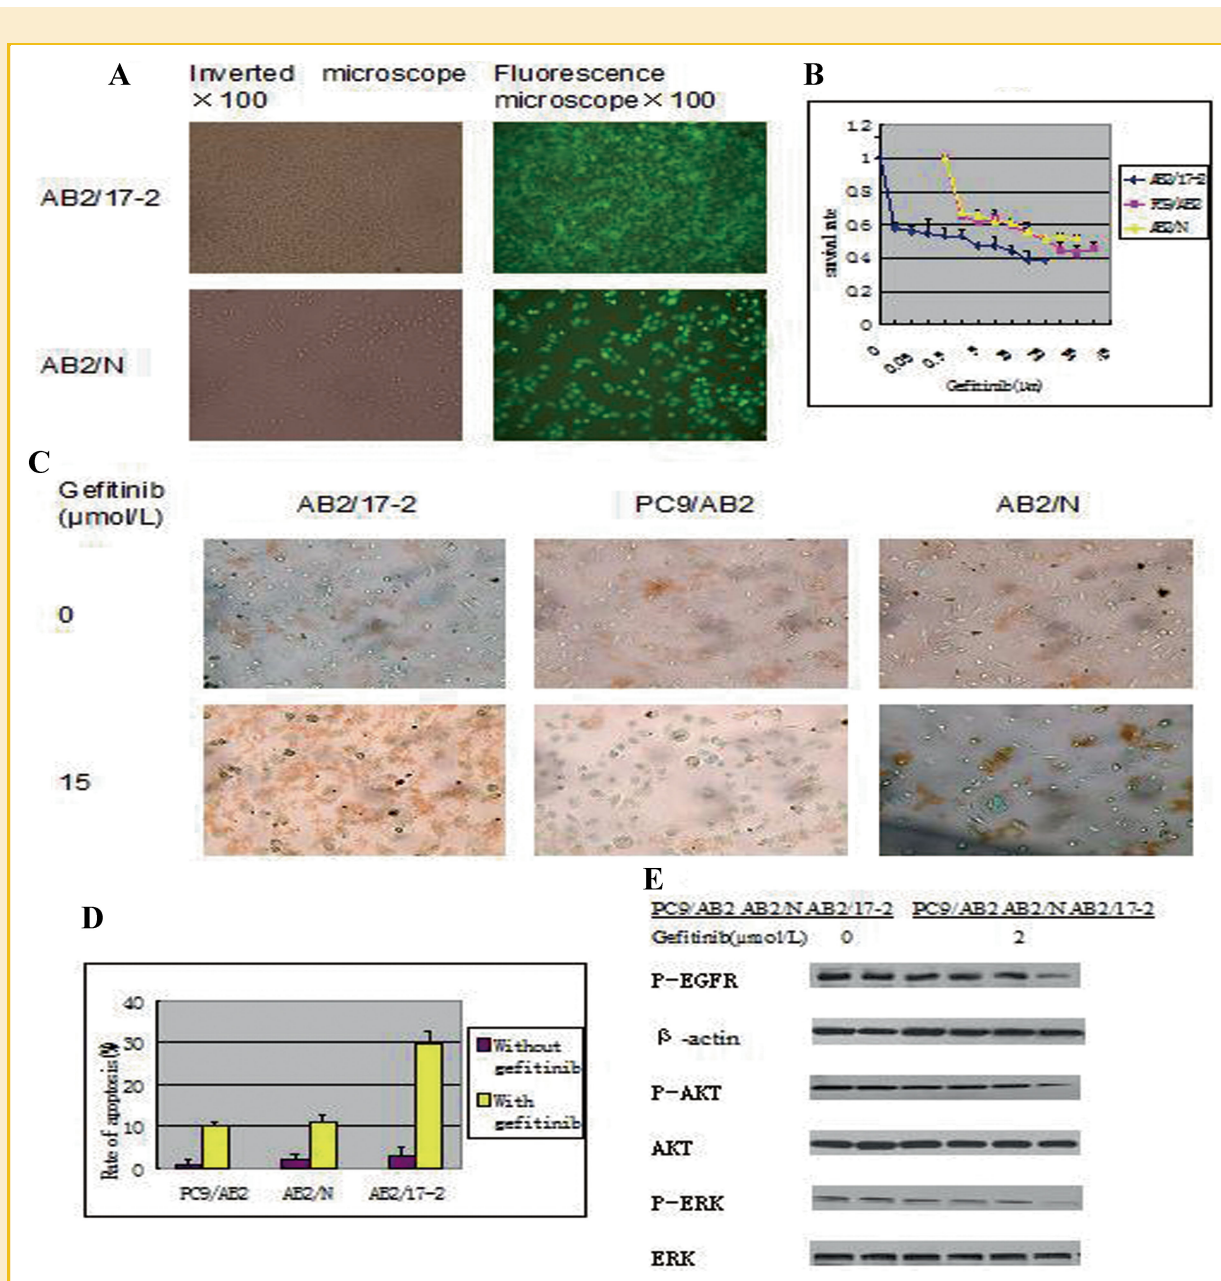 A
Inverted microscope
× 100
Fluorescence
microscope × 100
AB2/17-2
AB2/N
B
1.2
1
0.8
0.6
0.4
0.2
0
survival rate
0
0.05
Gefitinib(μm)
AB2/17-2
PC9/AB2
AB2/N
C
Gefitinib
(μmol/L)
AB2/17-2
PC9/AB2
AB2/N
0
15
D
40
30
20
10
0
Rate of apoptosis(%)
PC9/AB2
AB2/N
AB2/17-2
Without
gefitinib
With
gefitinib
E
PC9/AB2 AB2/N AB2/17-2 PC9/AB2 AB2/N AB2/17-2
Gefitinib(μmol/L) 0 2
P-EGFR
β-actin
P-AKT
AKT
P-ERK
ERK